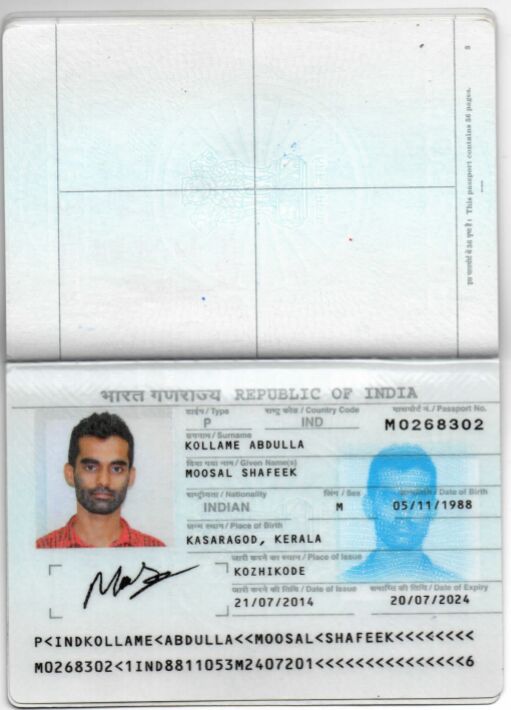 इस पासपोर्ट में 36 पृष्ठ हैं। This passport contains 36 pages.
3
भारत गणराज्य REPUBLIC OF INDIA
टाईप / Type राष्ट्र कोड / Country Code पासपोर्ट नं. / Passport No.
P IND M0268302
उपनाम / Surname
KOLLAME ABDULLA
दिया गया नाम / Given Name(s)
MOOSAL SHAFEEK
राष्ट्रीयता / Nationality लिंग / Sex जन्मतिथि / Date of Birth
INDIAN M 05/11/1988
जन्म स्थान / Place of Birth
KASARAGOD, KERALA
जारी करने का स्थान / Place of Issue
KOZHIKODE
जारी करने की तिथि / Date of Issue समाप्ति की तिथि / Date of Expiry
21/07/2014 20/07/2024
P<INDKOLLAME<ABDULLA<<MOOSAL<SHAFEEK<<<<<<<<
M0268302<1IND8811053M2407201<<<<<<<<<<<<<<<6